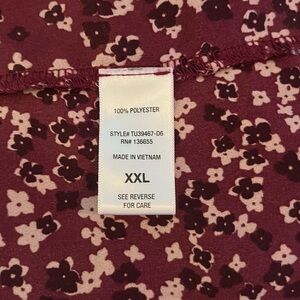 100% POLYESTER
STYLE# TU39467-D6
RN# 136655
MADE IN VIETNAM
XXL
SEE REVERSE
FOR CARE